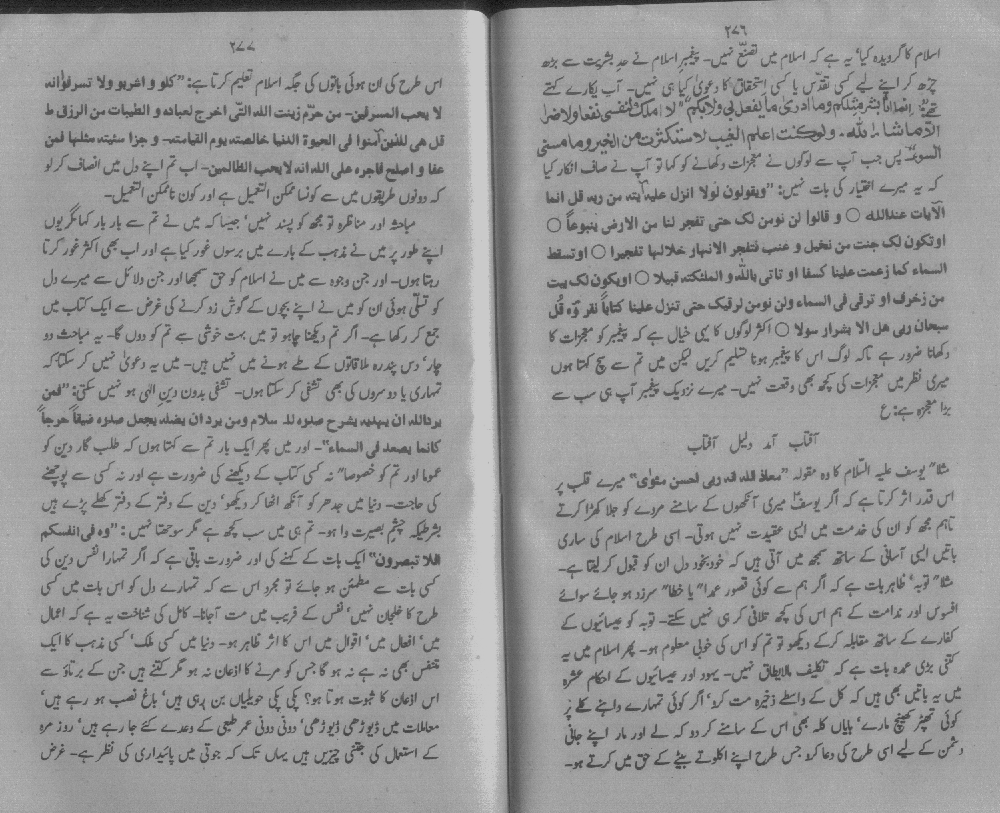 ۲۷۶
اسلام کا گرویدہ کیا‘ یہ ہے کہ اسلام میں تصنّع نہیں۔ پیغمبر اسلام نے حد بشریت سے بڑھ
چڑھ کر اپنے لیے کسی تقدّس یا کسی استحقاق کا دعویٰ کیا ہی نہیں۔ آپ پکارے کہتے
تھے: انما انا بشر مثلکم وما ادری ما یفعل بی ولا بکم“ ”لا املک لنفسی نفعا ولا ضرا
الا ما شاء اللہ۔ ولو کنت اعلم الغیب لا ستکثرت من الخیر وما مسنی
السوء۔ پس جب آپ سے لوگوں نے معجزات دکھانے کو کہا تو آپ نے صاف انکار کیا
کہ یہ میرے اختیار کی بات نہیں: ”ویقولون لولا انزل علیہ آیتہ من ربہ قل انما
الآیات عنداللہ ○ و قالوا لن نومن لک حتی تفجر لنا من الارض ینبوعاً ○
اوتکون لک جنت من نخیل و عنب فتفجر الانہار خلالہا تفجیرا ○ اوتسقط
السماء کما زعمت علینا کسفا او تاتی باللہ و الملئکتہ قبیلا ○ اویکون لک بیت
من زخرف او ترقی فی السماء ولن نومن لرقیک حتی تنزل علینا کتاباً نقروہ قُل
سبحان ربی ھل الا بشرار سولا ○ اکثر لوگوں کا یہی خیال ہے کہ پیغمبر کو معجزات کا
دکھانا ضرور ہے تاکہ لوگ اس کا پیغمبر ہونا تسلیم کریں لیکن میں تم سے سچ کہتا ہوں
میری نظر میں معجزات کی کچھ بھی وقعت نہیں۔ میرے نزدیک پیغمبر آپ ہی سب سے
بڑا معجزہ ہے: ع
آفتاب آمد دلیل آفتاب
مثلا” یوسف علیہ السّلام کا وہ مقولہ ”معاذ اللہ انہ ربی احسن مثوای“ میرے قلب پر
اس قدر اثر کرتا ہے کہ اگر یوسف میری آنکھوں کے سامنے مردے کو جلا کھڑا کرتے
تاہم مجھ کو ان کی خدمت میں ایسی عقیدت نہیں ہوتی۔ اسی طرح اسلام کی ساری
باتیں ایسی آسانی کے ساتھ سمجھ میں آتی ہیں کہ خود بخود دل ان کو قبول کر لیتا ہے۔
مثلا” توبہ‘ ظاہر بات ہے کہ اگر ہم سے کوئی قصور عمدا” یا خطا” سرزد ہو جائے سوائے
افسوس اور ندامت کے ہم اس کی کچھ تلافی کر ہی نہیں سکتے۔ توبہ کو عیسائیوں کے
کفارے کے ساتھ مقابلہ کر کے دیکھو تو تم کو اس کی خوبی معلوم ہو۔ پھر اسلام میں یہ
کتنی بڑی عمدہ بات ہے کہ تکلیف مالایطاق نہیں۔ یہود اور عیسائیوں کے احکام عشرہ
میں یہ باتیں بھی ہیں کہ کل کے واسطے ذخیرہ مت کرو‘ اگر کوئی تمہارے داہنے کلے پر
کوئی تھپّڑ کھینچ مارے‘ بایاں کلہ بھی اس کے سامنے کر دو کہ لے اور مار اپنے جانی
دشمن کے لیے اسی طرح کی دعا کرو جس طرح اپنے اکلوتے بیٹے کے حق میں کرتے ہو۔
۲۷۷
اس طرح کی ان ہوئی باتوں کی جگہ اسلام تعلیم کرتا ہے: ”کلو و اشربو ولا تسرفوا انہ
لا یحب المسرفین۔ من حرّم زینت اللہ التی اخرج لعبادہ و الطیبات من الرزق ط
قل ھی للذین آمنوا فی الحیوۃ الدنیا خالصتہ یوم القیامتہ۔ و جزا سئیتہ سئیتہ مثلہا فمن
عفا و اصلح فاجرہ علی اللہ انہ لا یحب الظالمین۔ اب تم اپنے دل میں انصاف کر لو
کہ دونوں طریقوں میں سے کونسا ممکن التعمیل ہے اور کون ناممکن التعمیل۔
مباحثہ اور مناظرہ تو مجھ کو پسند نہیں‘ جیسا کہ میں نے تم سے بار بار کہا مگر یوں
اپنے طور پر میں نے مذہب کے بارے میں برسوں غور کیا ہے اور اب بھی اکثر غور کرتا
رہتا ہوں۔ اور جن وجوہ سے میں نے اسلام کو حق سمجھا اور جن دلائل سے میرے دل
کو تسلّی ہوئی ان کو میں نے اپنے بچوں کے گوش زد کرنے کی غرض سے ایک کتاب میں
جمع کر رکھا ہے۔ اگر تم دیکھنا چاہو تو میں بہت خوشی سے تم کو دوں گا۔ یہ مباحث دو
چار‘ دس پندرہ ملاقاتوں کے طے ہونے میں نہیں ہیں۔ میں یہ دعویٰ نہیں کر سکتا کہ
تمہاری یا دوسروں کی بھی تشفی کر سکتا ہوں۔ تشفی بدون دین الٰہی ہو نہیں سکتی: ”فمن
یرد اللہ ان یہدیہ یشرح صدرہ للا سلام ومن یرد ان یضلہ یجعل صدرہ ضیقاً حرجاً
کانما یصعد فی السماء“۔ اور میں پھر ایک بار تم سے کہتا ہوں کہ طلب گار دین کو
عموما اور تم کو خصوصا” نہ کسی کتاب کے دیکھنے کی ضرورت ہے اور نہ کسی سے پوچھنے
کی حاجت۔ دنیا میں جدھر کو آنکھ اٹھا کر دیکھو‘ دین کے دفتر کے دفتر کھلے پڑے ہیں
بشرطیکہ چشم بصیرت وا ہو۔ تم ہی میں سب کچھ ہے مگر سوجھتا نہیں: ”و فی انفسکم
افلا تبصرون“ ایک بات کے کہنے کی اور ضرورت باقی ہے کہ اگر تمہارا نفس دین کی
کسی بات سے مطمئن ہو جائے تو مجرد اس سے کہ تمہارے دل کو اس بات میں کسی
طرح کا خلجان نہیں‘ نفس کے فریب میں مت آجانا۔ کامل کی شناخت یہ ہے کہ اعمال
میں‘ افعال میں‘ اقوال میں اس کا اثر ظاہر ہو۔ دنیا میں کسی ملک‘ کسی مذہب کا ایک
متنفس بھی نہ ہے نہ ہو گا جس کو مرنے کا اذعان نہ ہو مگر کتنے ہیں جن کے برتاؤ سے
اس اذعان کا ثبوت ہوتا ہو؟ پکی پکی حویلیاں بن رہی ہیں‘ باغ نصب ہو رہے ہیں‘
معاملات میں ڈیوڑھی ڈیوڑھی‘ دونی دونی عمر طبعی کے وعدے کئے جا رہے ہیں‘ روز مرہ
کے استعمال کی جتنی چیزیں ہیں یہاں تک کہ جوتی میں پائیداری کی نظر ہے۔ غرض